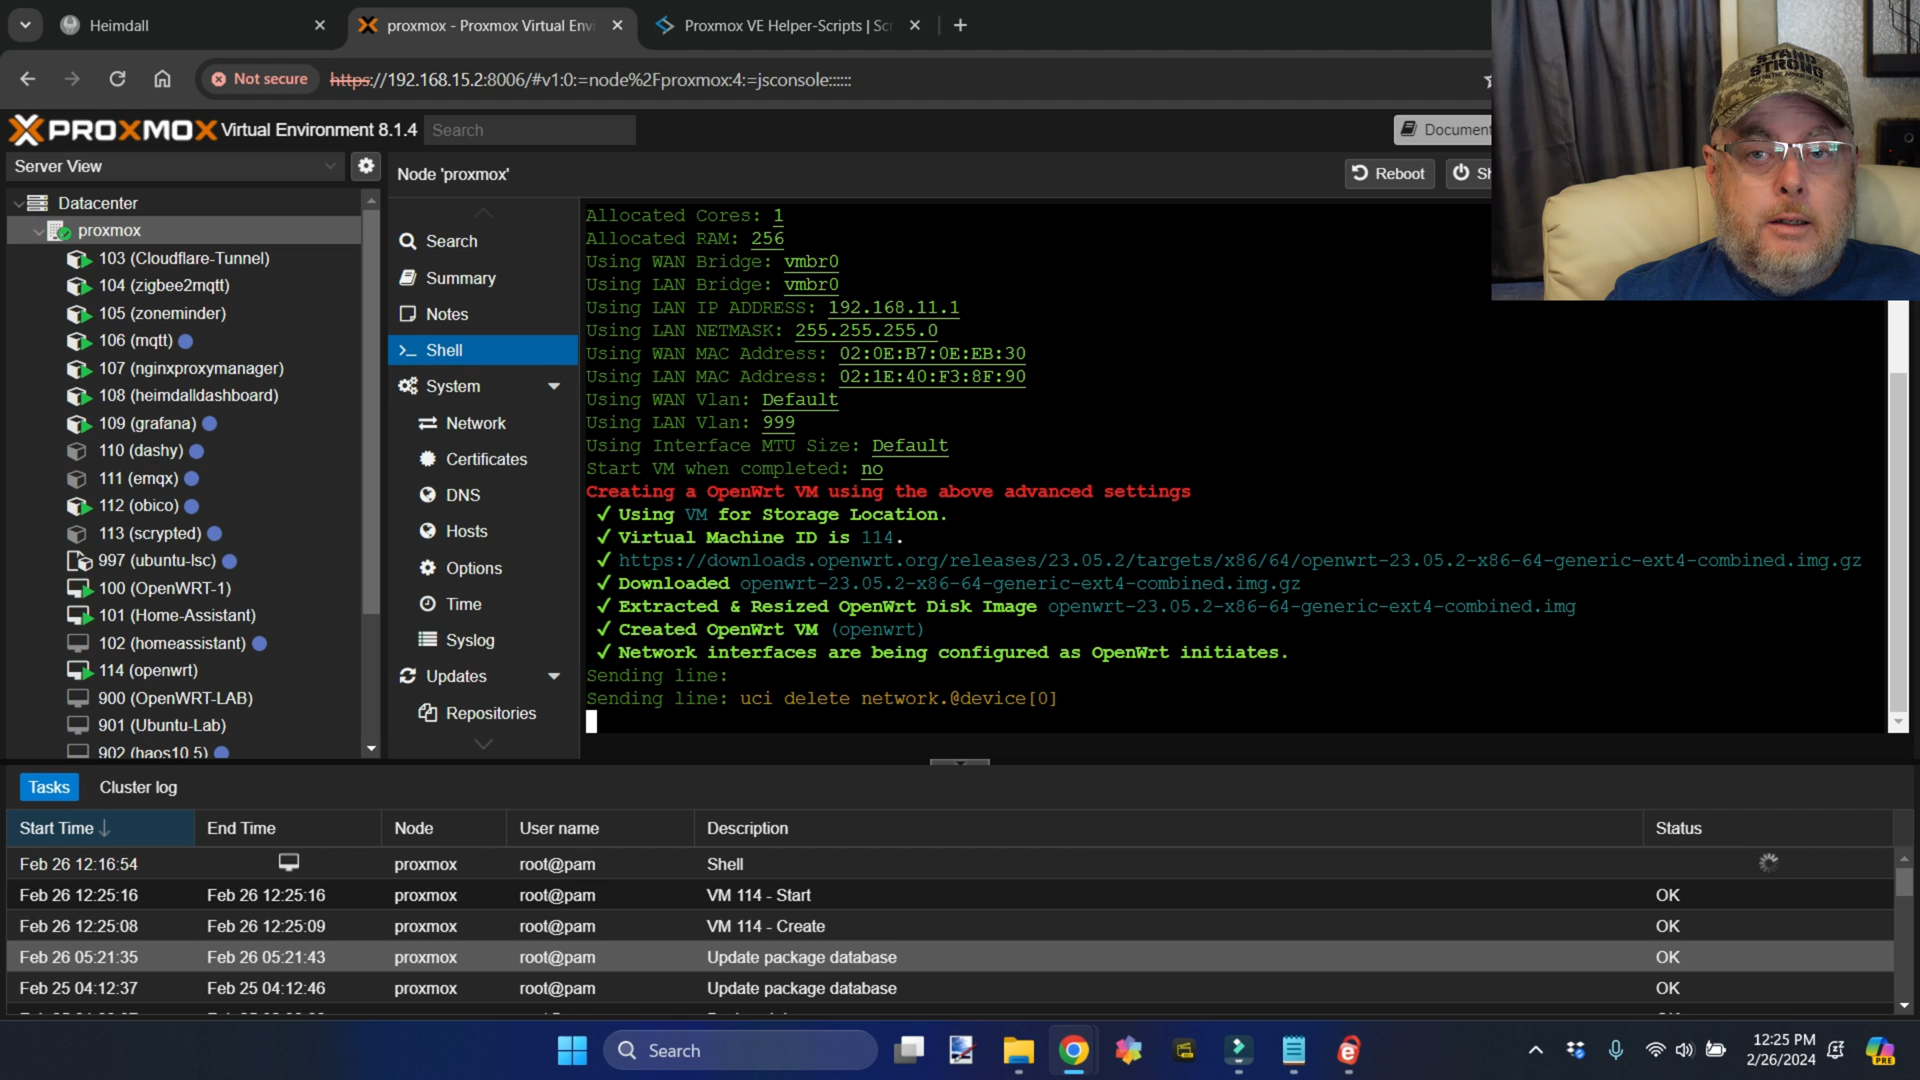 Heimdall
proxmox - Proxmox Virtual Envi
Proxmox VE Helper-Scripts | Sc
Not secure
https://192.168.15.2:8006/#v1:0:=node%2Fproxmox:4:=jsconsole::::::
PROXMOX Virtual Environment 8.1.4
Search
Document
STAND
STRONG
Server View
Node 'proxmox'
Reboot
Sh
Datacenter
proxmox
103 (Cloudflare-Tunnel)
104 (zigbee2mqtt)
105 (zoneminder)
106 (mqtt)
107 (nginxproxymanager)
108 (heimdalldashboard)
109 (grafana)
110 (dashy)
111 (emqx)
112 (obico)
113 (scrypted)
997 (ubuntu-lsc)
100 (OpenWRT-1)
101 (Home-Assistant)
102 (homeassistant)
114 (openwrt)
900 (OpenWRT-LAB)
901 (Ubuntu-Lab)
902 (haos10.5)
Search
Summary
Notes
Shell
System
Network
Certificates
DNS
Hosts
Options
Time
Syslog
Updates
Repositories
Allocated Cores: 1
Allocated RAM: 256
Using WAN Bridge: vmbr0
Using LAN Bridge: vmbr0
Using LAN IP ADDRESS: 192.168.11.1
Using LAN NETMASK: 255.255.255.0
Using WAN MAC Address: 02:0E:B7:0E:EB:30
Using LAN MAC Address: 02:1E:40:F3:8F:90
Using WAN Vlan: Default
Using LAN Vlan: 999
Using Interface MTU Size: Default
Start VM when completed: no
Creating a OpenWrt VM using the above advanced settings
✓ Using VM for Storage Location.
✓ Virtual Machine ID is 114.
✓ https://downloads.openwrt.org/releases/23.05.2/targets/x86/64/openwrt-23.05.2-x86-64-generic-ext4-combined.img.gz
✓ Downloaded openwrt-23.05.2-x86-64-generic-ext4-combined.img.gz
✓ Extracted & Resized OpenWrt Disk Image openwrt-23.05.2-x86-64-generic-ext4-combined.img
✓ Created OpenWrt VM (openwrt)
✓ Network interfaces are being configured as OpenWrt initiates.
Sending line:
Sending line: uci delete network.@device[0]
Tasks
Cluster log
Start Time End Time Node User name Description Status
Feb 26 12:16:54 proxmox root@pam Shell
Feb 26 12:25:16 Feb 26 12:25:16 proxmox root@pam VM 114 - Start OK
Feb 26 12:25:08 Feb 26 12:25:09 proxmox root@pam VM 114 - Create OK
Feb 26 05:21:35 Feb 26 05:21:43 proxmox root@pam Update package database OK
Feb 25 04:12:37 Feb 25 04:12:46 proxmox root@pam Update package database OK
Search
12:25 PM
2/26/2024
PRE